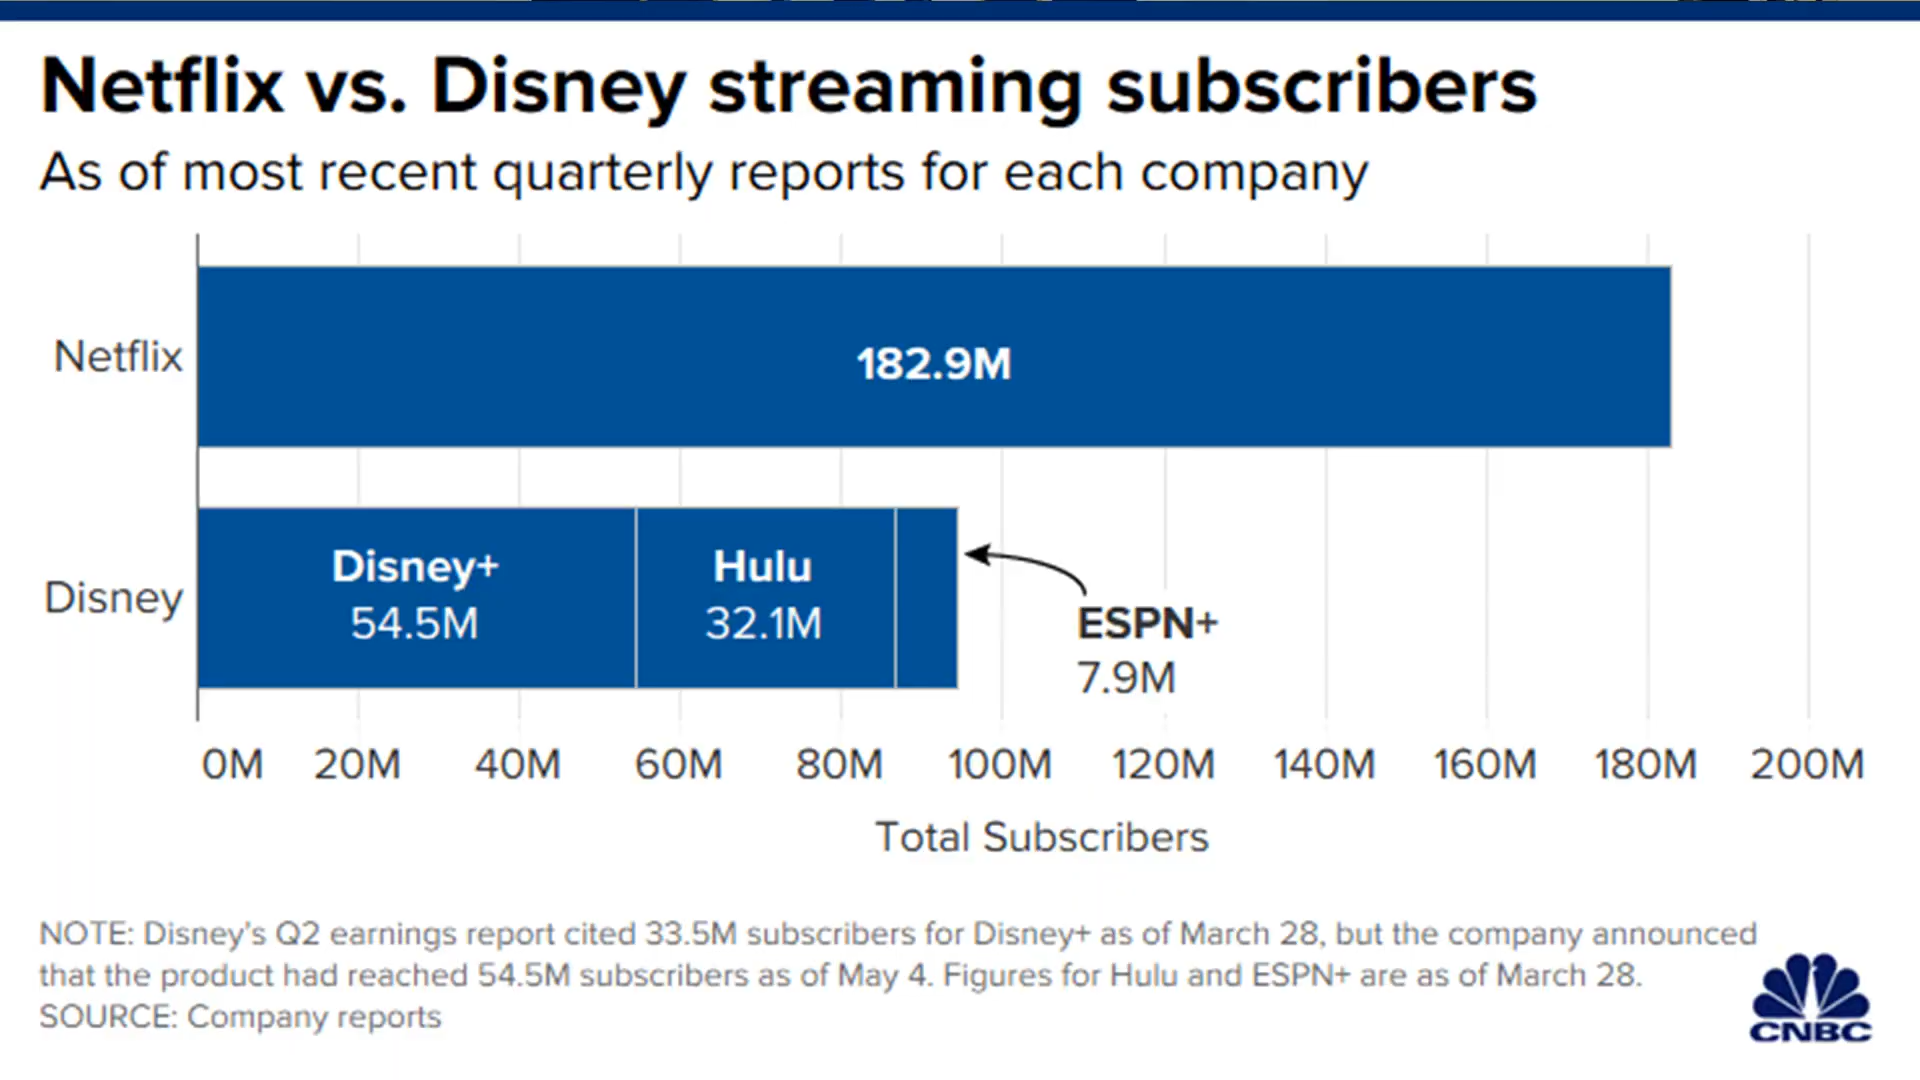 Netflix vs. Disney streaming subscribers
As of most recent quarterly reports for each company
Netflix
182.9M
Disney
Disney+
54.5M
Hulu
32.1M
ESPN+
7.9M
0M 20M 40M 60M 80M 100M 120M 140M 160M 180M 200M
Total Subscribers
NOTE: Disney's Q2 earnings report cited 33.5M subscribers for Disney+ as of March 28, but the company announced
that the product had reached 54.5M subscribers as of May 4. Figures for Hulu and ESPN+ are as of March 28.
SOURCE: Company reports
CNBC